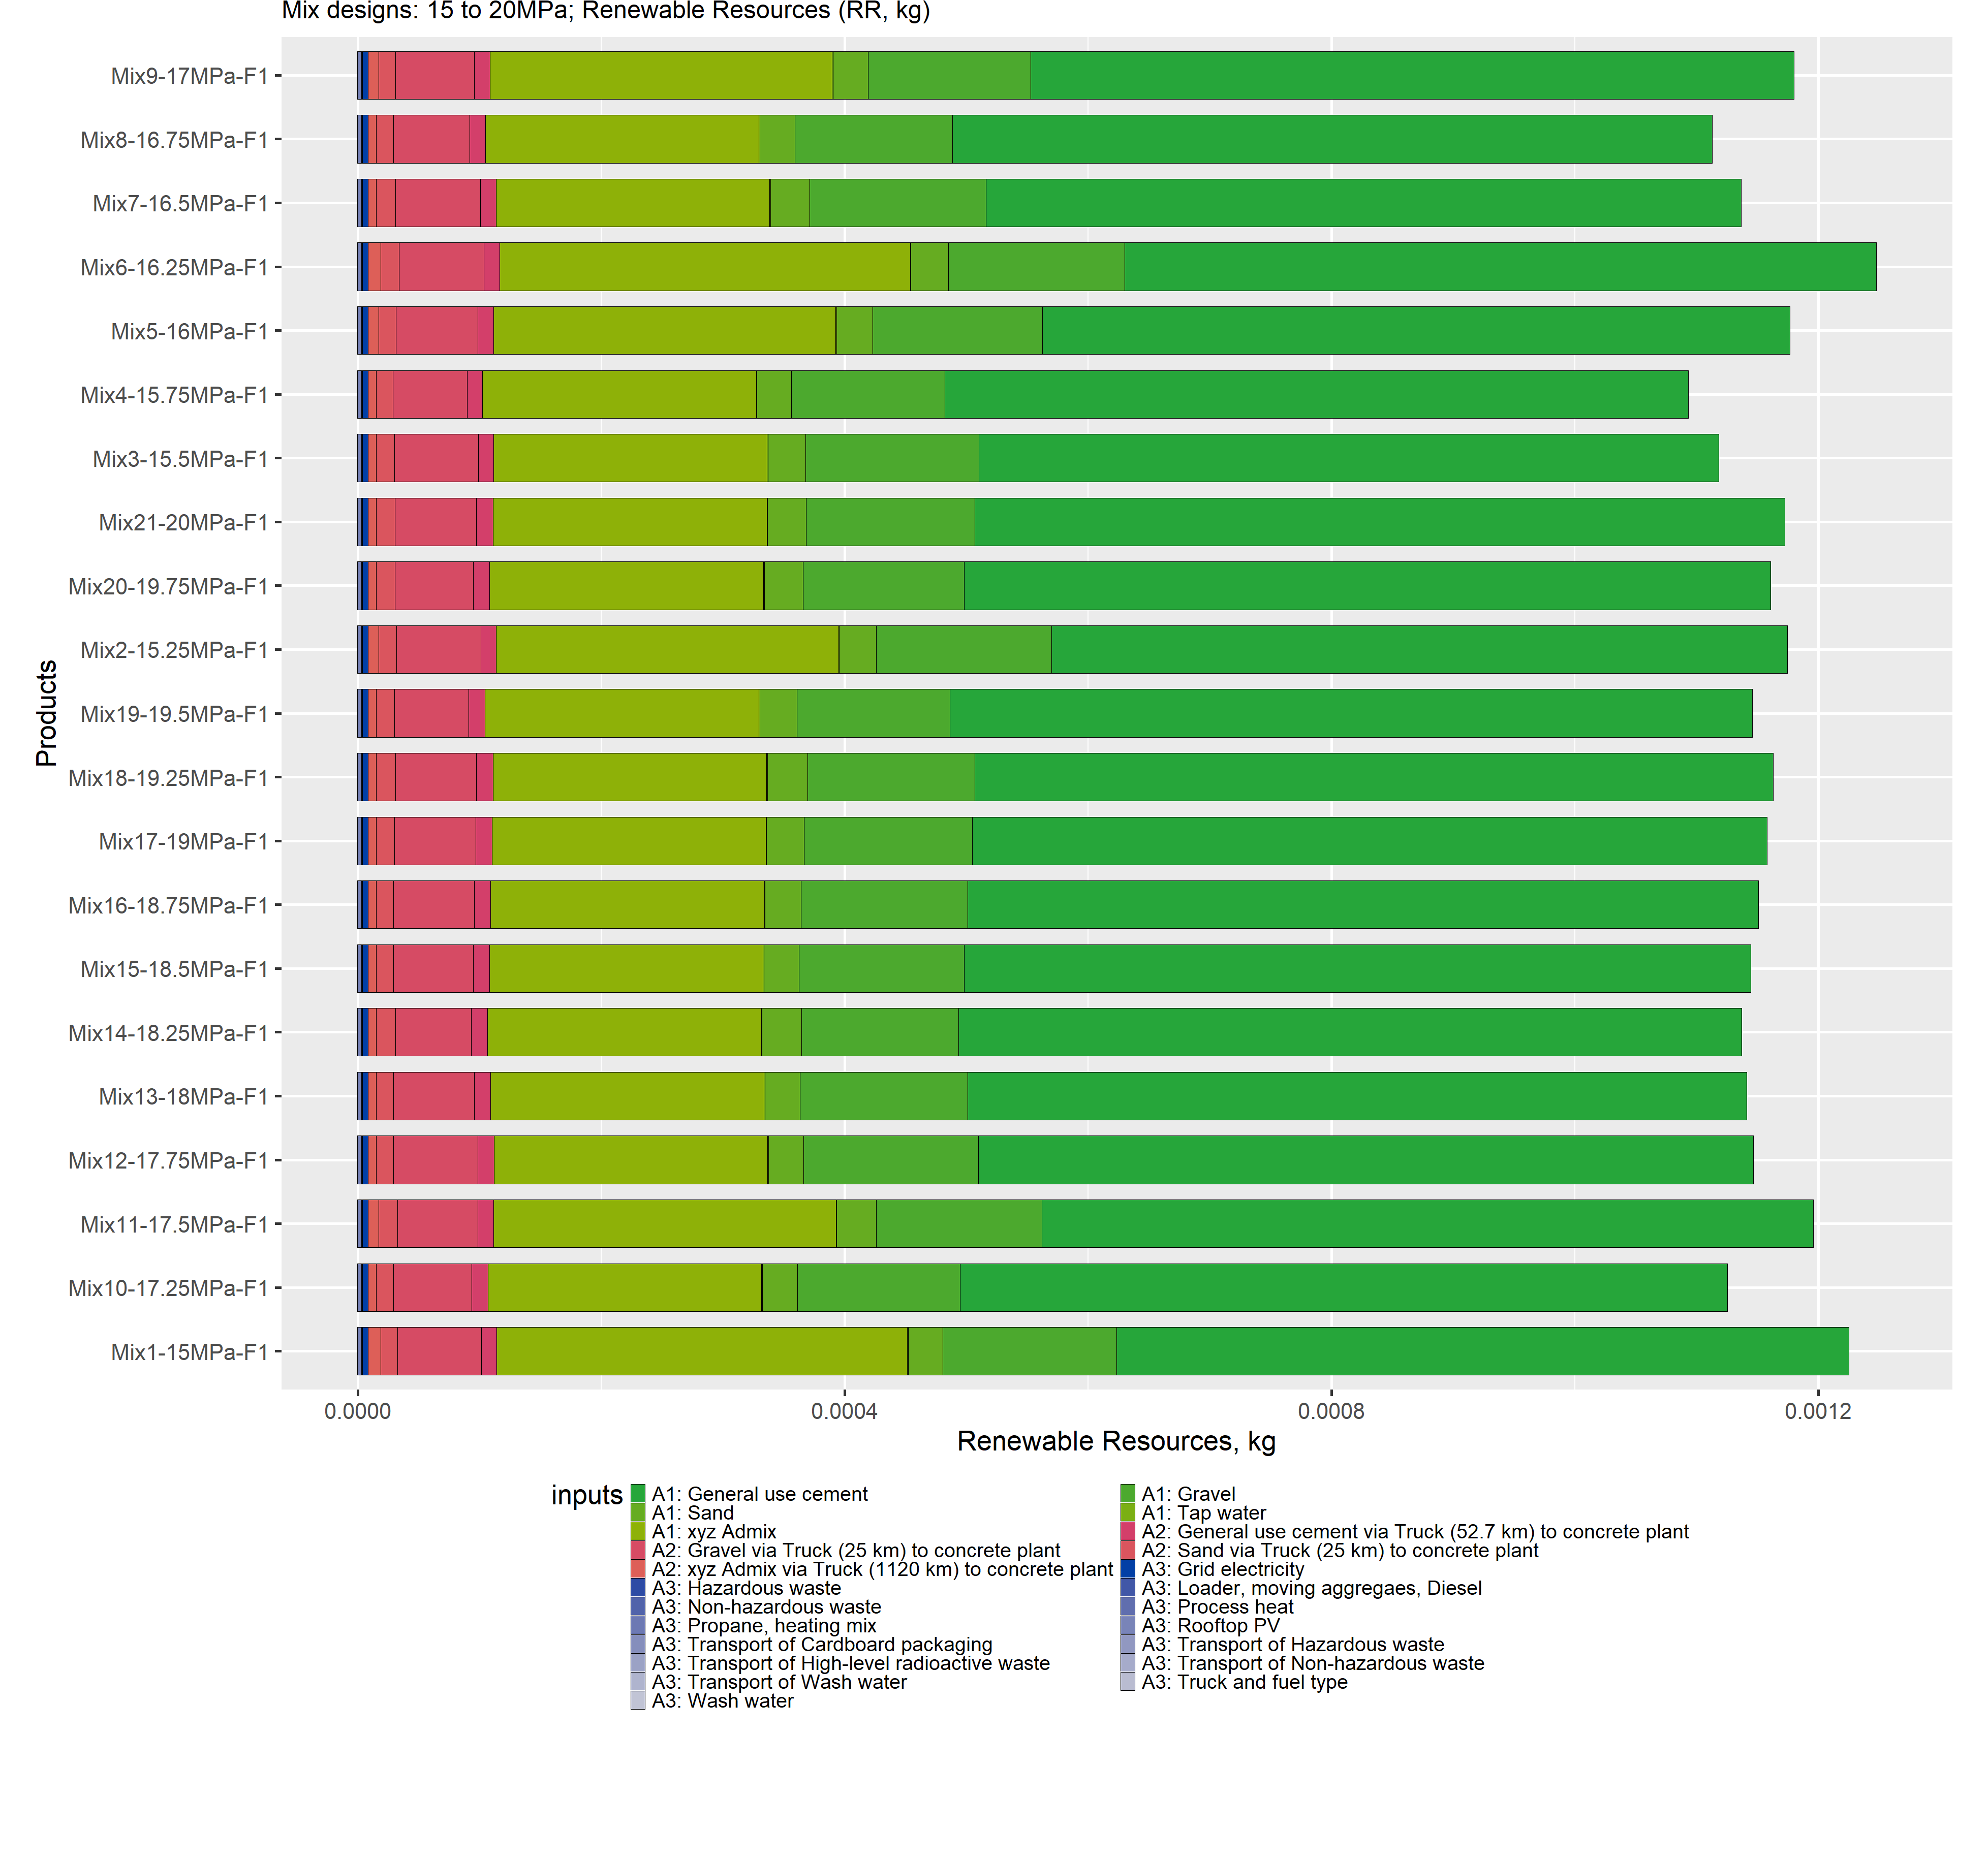 Mix designs: 15 to 20MPa; Renewable Resources (RR, kg)
Products
Mix9-17MPa-F1
Mix8-16.75MPa-F1
Mix7-16.5MPa-F1
Mix6-16.25MPa-F1
Mix5-16MPa-F1
Mix4-15.75MPa-F1
Mix3-15.5MPa-F1
Mix21-20MPa-F1
Mix20-19.75MPa-F1
Mix2-15.25MPa-F1
Mix19-19.5MPa-F1
Mix18-19.25MPa-F1
Mix17-19MPa-F1
Mix16-18.75MPa-F1
Mix15-18.5MPa-F1
Mix14-18.25MPa-F1
Mix13-18MPa-F1
Mix12-17.75MPa-F1
Mix11-17.5MPa-F1
Mix10-17.25MPa-F1
Mix1-15MPa-F1
0.0000 0.0004 0.0008 0.0012
Renewable Resources, kg
inputs
A1: General use cement A1: Gravel
A1: Sand A1: Tap water
A1: xyz Admix A2: General use cement via Truck (52.7 km) to concrete plant
A2: Gravel via Truck (25 km) to concrete plant A2: Sand via Truck (25 km) to concrete plant
A2: xyz Admix via Truck (1120 km) to concrete plant A3: Grid electricity
A3: Hazardous waste A3: Loader, moving aggregaes, Diesel
A3: Non-hazardous waste A3: Process heat
A3: Propane, heating mix A3: Rooftop PV
A3: Transport of Cardboard packaging A3: Transport of Hazardous waste
A3: Transport of High-level radioactive waste A3: Transport of Non-hazardous waste
A3: Transport of Wash water A3: Truck and fuel type
A3: Wash water